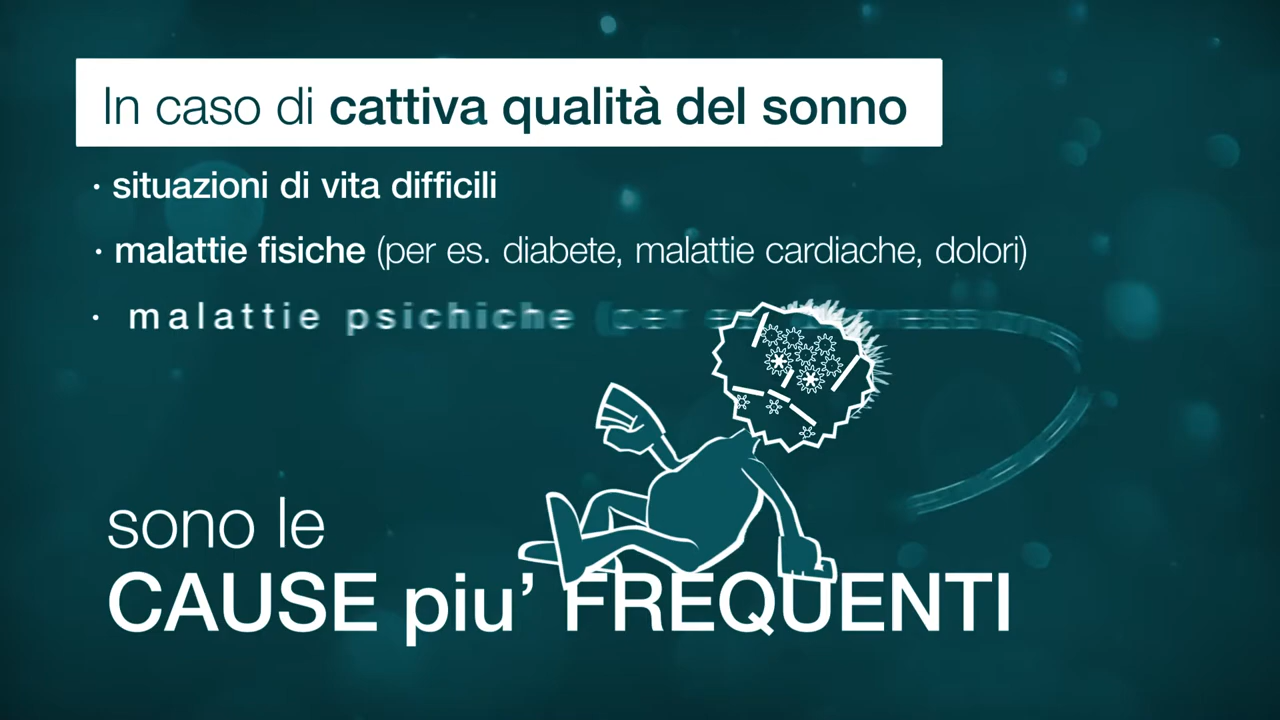 In caso di cattiva qualità del sonno
· situazioni di vita difficili
· malattie fisiche (per es. diabete, malattie cardiache, dolori)
· malattie psichiche (per
sono le
CAUSE piu’ FREQUENTI